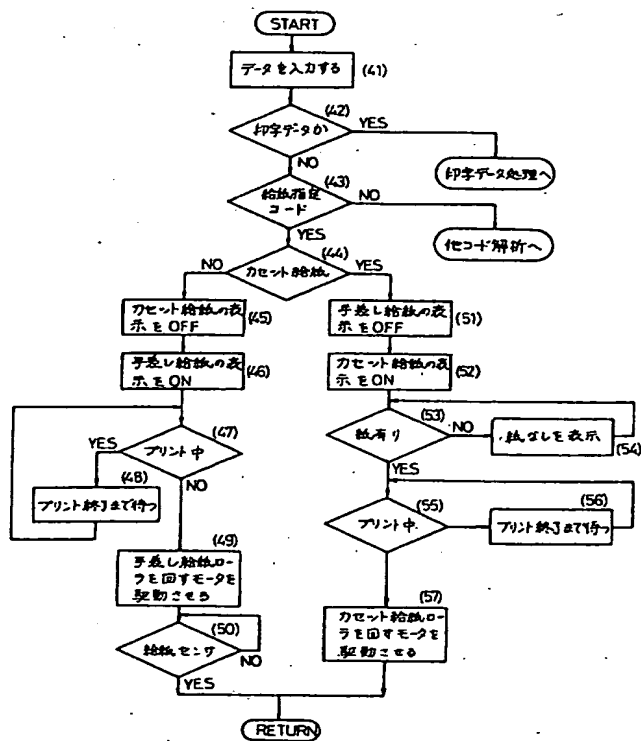 START
データを入力する
(41)
(42)
印字データか
YES
NO
印字データ処理へ
(43)
給紙指定
コード
NO
YES
他コード解析へ
(44)
NO
カセット給紙
YES
カセット給紙の表
示をOFF
(45)
手差し給紙の表
示をOFF
(51)
手差し給紙の表
示をON
(46)
カセット給紙の表
示をON
(52)
(47)
YES
プリント中
NO
(48)
プリント終了まで待つ
(53)
紙有り
NO
YES
紙なしを表示
(54)
(55)
プリント中
(56)
プリント終了まで待つ
(49)
手差し給紙ロー
ラを回すモータを
駆動させる
(57)
カセット給紙ロー
ラを回すモータを
駆動させる
(50)
給紙センサ
NO
YES
RETURN